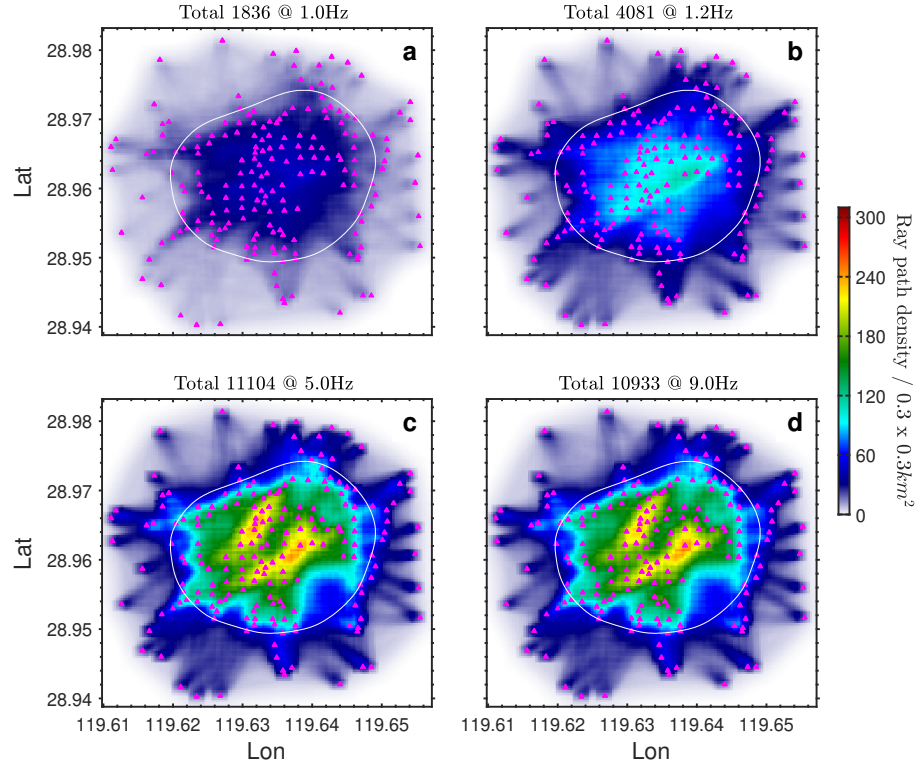 Total 1836 @ 1.0Hz
Total 4081 @ 1.2Hz
a
b
28.98
28.97
28.96
28.95
28.94
Lat
Total 11104 @ 5.0Hz
Total 10933 @ 9.0Hz
c
d
28.98
28.97
28.96
28.95
28.94
Lat
119.61 119.62 119.63 119.64 119.65
119.61 119.62 119.63 119.64 119.65
Lon
Lon
300
240
180
120
60
0
Ray path density / 0.3 x 0.3km²